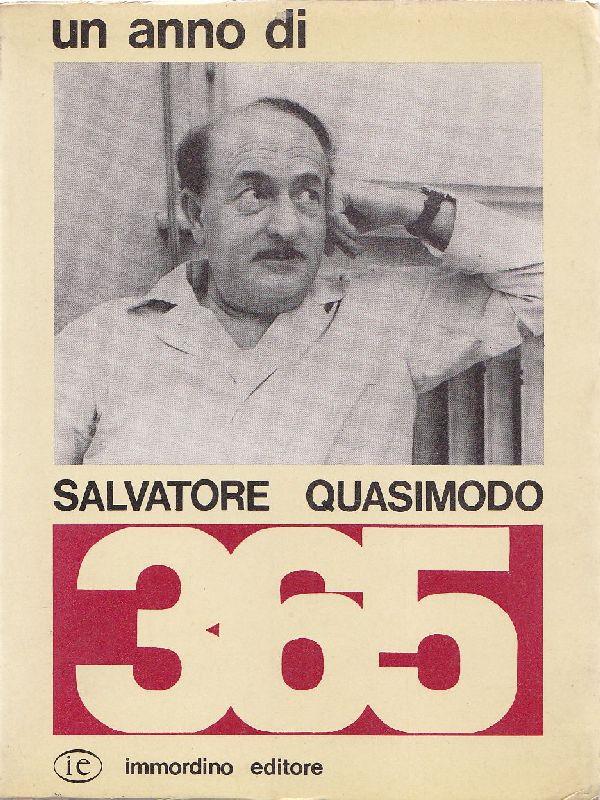 un anno di
SALVATORE QUASIMODO
365
ie immordino editore